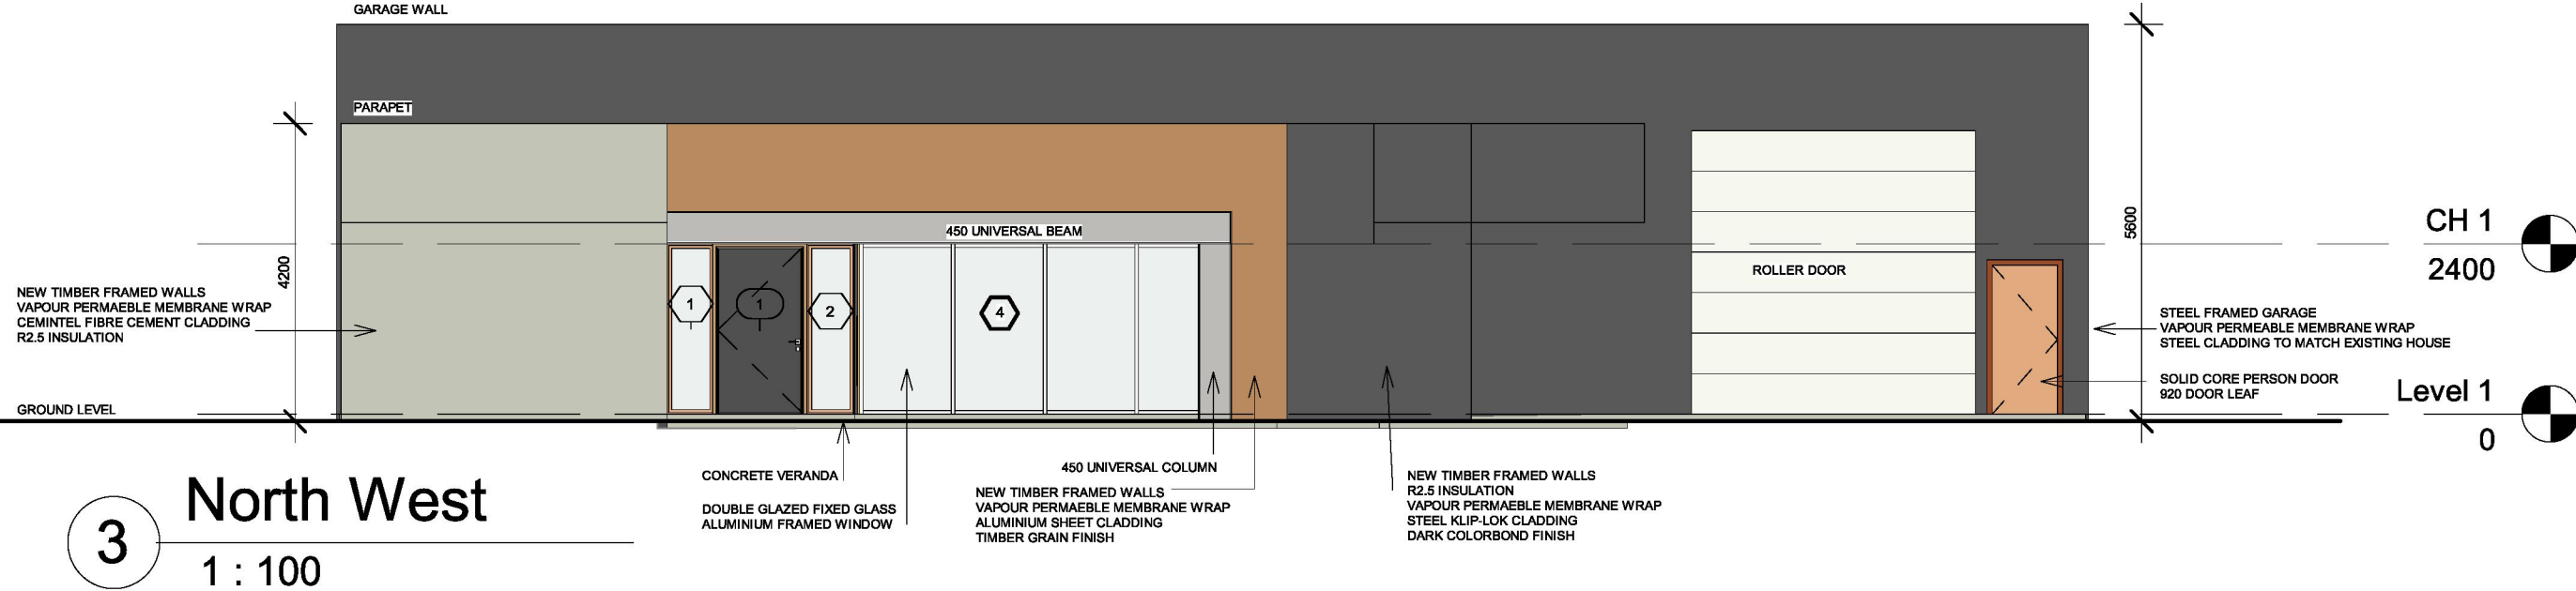 GARAGE WALL
PARAPET
450 UNIVERSAL BEAM
4200
5600
CH 1
2400
ROLLER DOOR
1
1
2
4
NEW TIMBER FRAMED WALLS
VAPOUR PERMAEBLE MEMBRANE WRAP
CEMINTEL FIBRE CEMENT CLADDING
R2.5 INSULATION
STEEL FRAMED GARAGE
VAPOUR PERMEABLE MEMBRANE WRAP
STEEL CLADDING TO MATCH EXISTING HOUSE
SOLID CORE PERSON DOOR
920 DOOR LEAF
GROUND LEVEL
Level 1
0
CONCRETE VERANDA
DOUBLE GLAZED FIXED GLASS
ALUMINIUM FRAMED WINDOW
450 UNIVERSAL COLUMN
NEW TIMBER FRAMED WALLS
VAPOUR PERMAEBLE MEMBRANE WRAP
ALUMINIUM SHEET CLADDING
TIMBER GRAIN FINISH
NEW TIMBER FRAMED WALLS
R2.5 INSULATION
VAPOUR PERMAEBLE MEMBRANE WRAP
STEEL KLIP-LOK CLADDING
DARK COLORBOND FINISH
3
North West
1 : 100